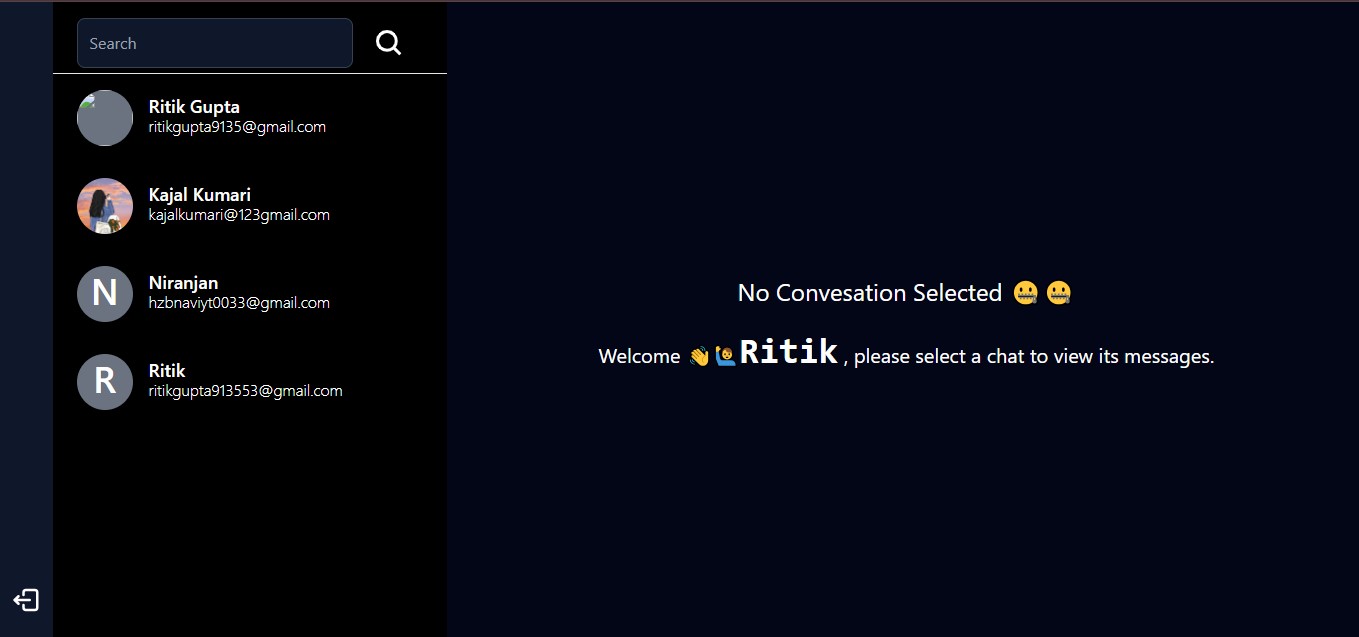 Search
Ritik Gupta
ritikgupta9135@gmail.com
Kajal Kumari
kajalkumari@123gmail.com
N
Niranjan
hzbnaviyt0033@gmail.com
R
Ritik
ritikgupta913553@gmail.com
No Convesation Selected 🤐 🤐
Welcome 👋🙋‍♂️Ritik , please select a chat to view its messages.